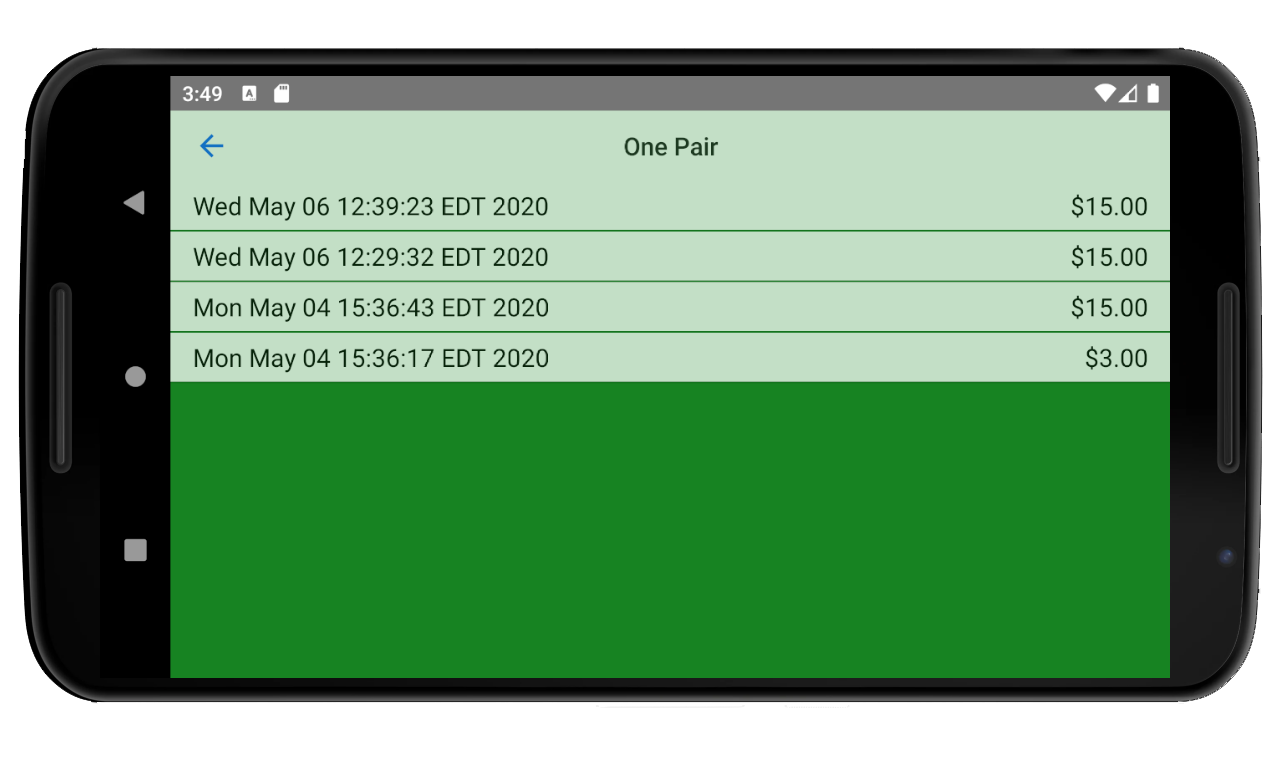 3:49
One Pair
Wed May 06 12:39:23 EDT 2020 $15.00
Wed May 06 12:29:32 EDT 2020 $15.00
Mon May 04 15:36:43 EDT 2020 $15.00
Mon May 04 15:36:17 EDT 2020 $3.00